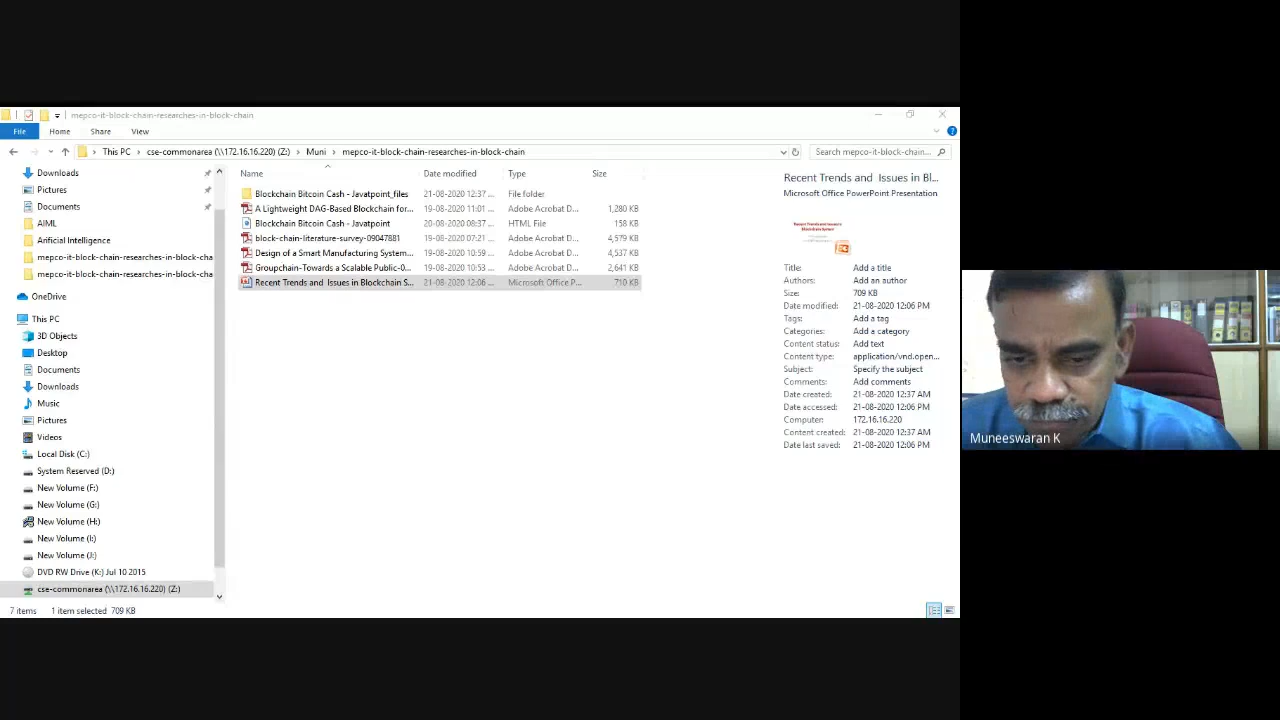 mepco-it-block-chain-researches-in-block-chain
File Home Share View
This PC cse-commonarea (\\172.16.16.220) (Z:) Muni mepco-it-block-chain-researches-in-block-chain
Search mepco-it-block-chain...
Downloads
Pictures
Documents
AIML
Arificial Intelligence
mepco-it-block-chain-researches-in-block-cha
mepco-it-block-chain-researches-in-block-cha
OneDrive
This PC
3D Objects
Desktop
Documents
Downloads
Music
Pictures
Videos
Local Disk (C:)
System Reserved (D:)
New Volume (F:)
New Volume (G:)
New Volume (H:)
New Volume (I:)
New Volume (J:)
DVD RW Drive (K:) Jul 10 2015
cse-commonarea (\\172.16.16.220) (Z:)
Name Date modified Type Size
Blockchain Bitcoin Cash - Javatpoint_files 21-08-2020 12:37 ... File folder
A Lightweight DAG-Based Blockchain for... 19-08-2020 11:01 ... Adobe Acrobat D... 1,280 KB
Blockchain Bitcoin Cash - Javatpoint 20-08-2020 08:37 ... HTML File 158 KB
block-chain-literature-survey-09047881 19-08-2020 07:21 ... Adobe Acrobat D... 4,579 KB
Design of a Smart Manufacturing System... 19-08-2020 10:59 ... Adobe Acrobat D... 4,537 KB
Groupchain-Towards a Scalable Public-0... 19-08-2020 10:53 ... Adobe Acrobat D... 2,641 KB
Recent Trends and Issues in Blockchain S... 21-08-2020 12:06 ... Microsoft Office P... 710 KB
Recent Trends and Issues in Bl...
Microsoft Office PowerPoint Presentation
Title: Add a title
Authors: Add an author
Size: 709 KB
Date modified: 21-08-2020 12:06 PM
Tags: Add a tag
Categories: Add a category
Content status: Add text
Content type: application/vnd.open...
Subject: Specify the subject
Comments: Add comments
Date created: 21-08-2020 12:37 AM
Date accessed: 21-08-2020 12:06 PM
Computer: 172.16.16.220
Content created: 21-08-2020 12:37 AM
Date last saved: 21-08-2020 12:06 PM
7 items 1 item selected 709 KB
Muneeswaran K